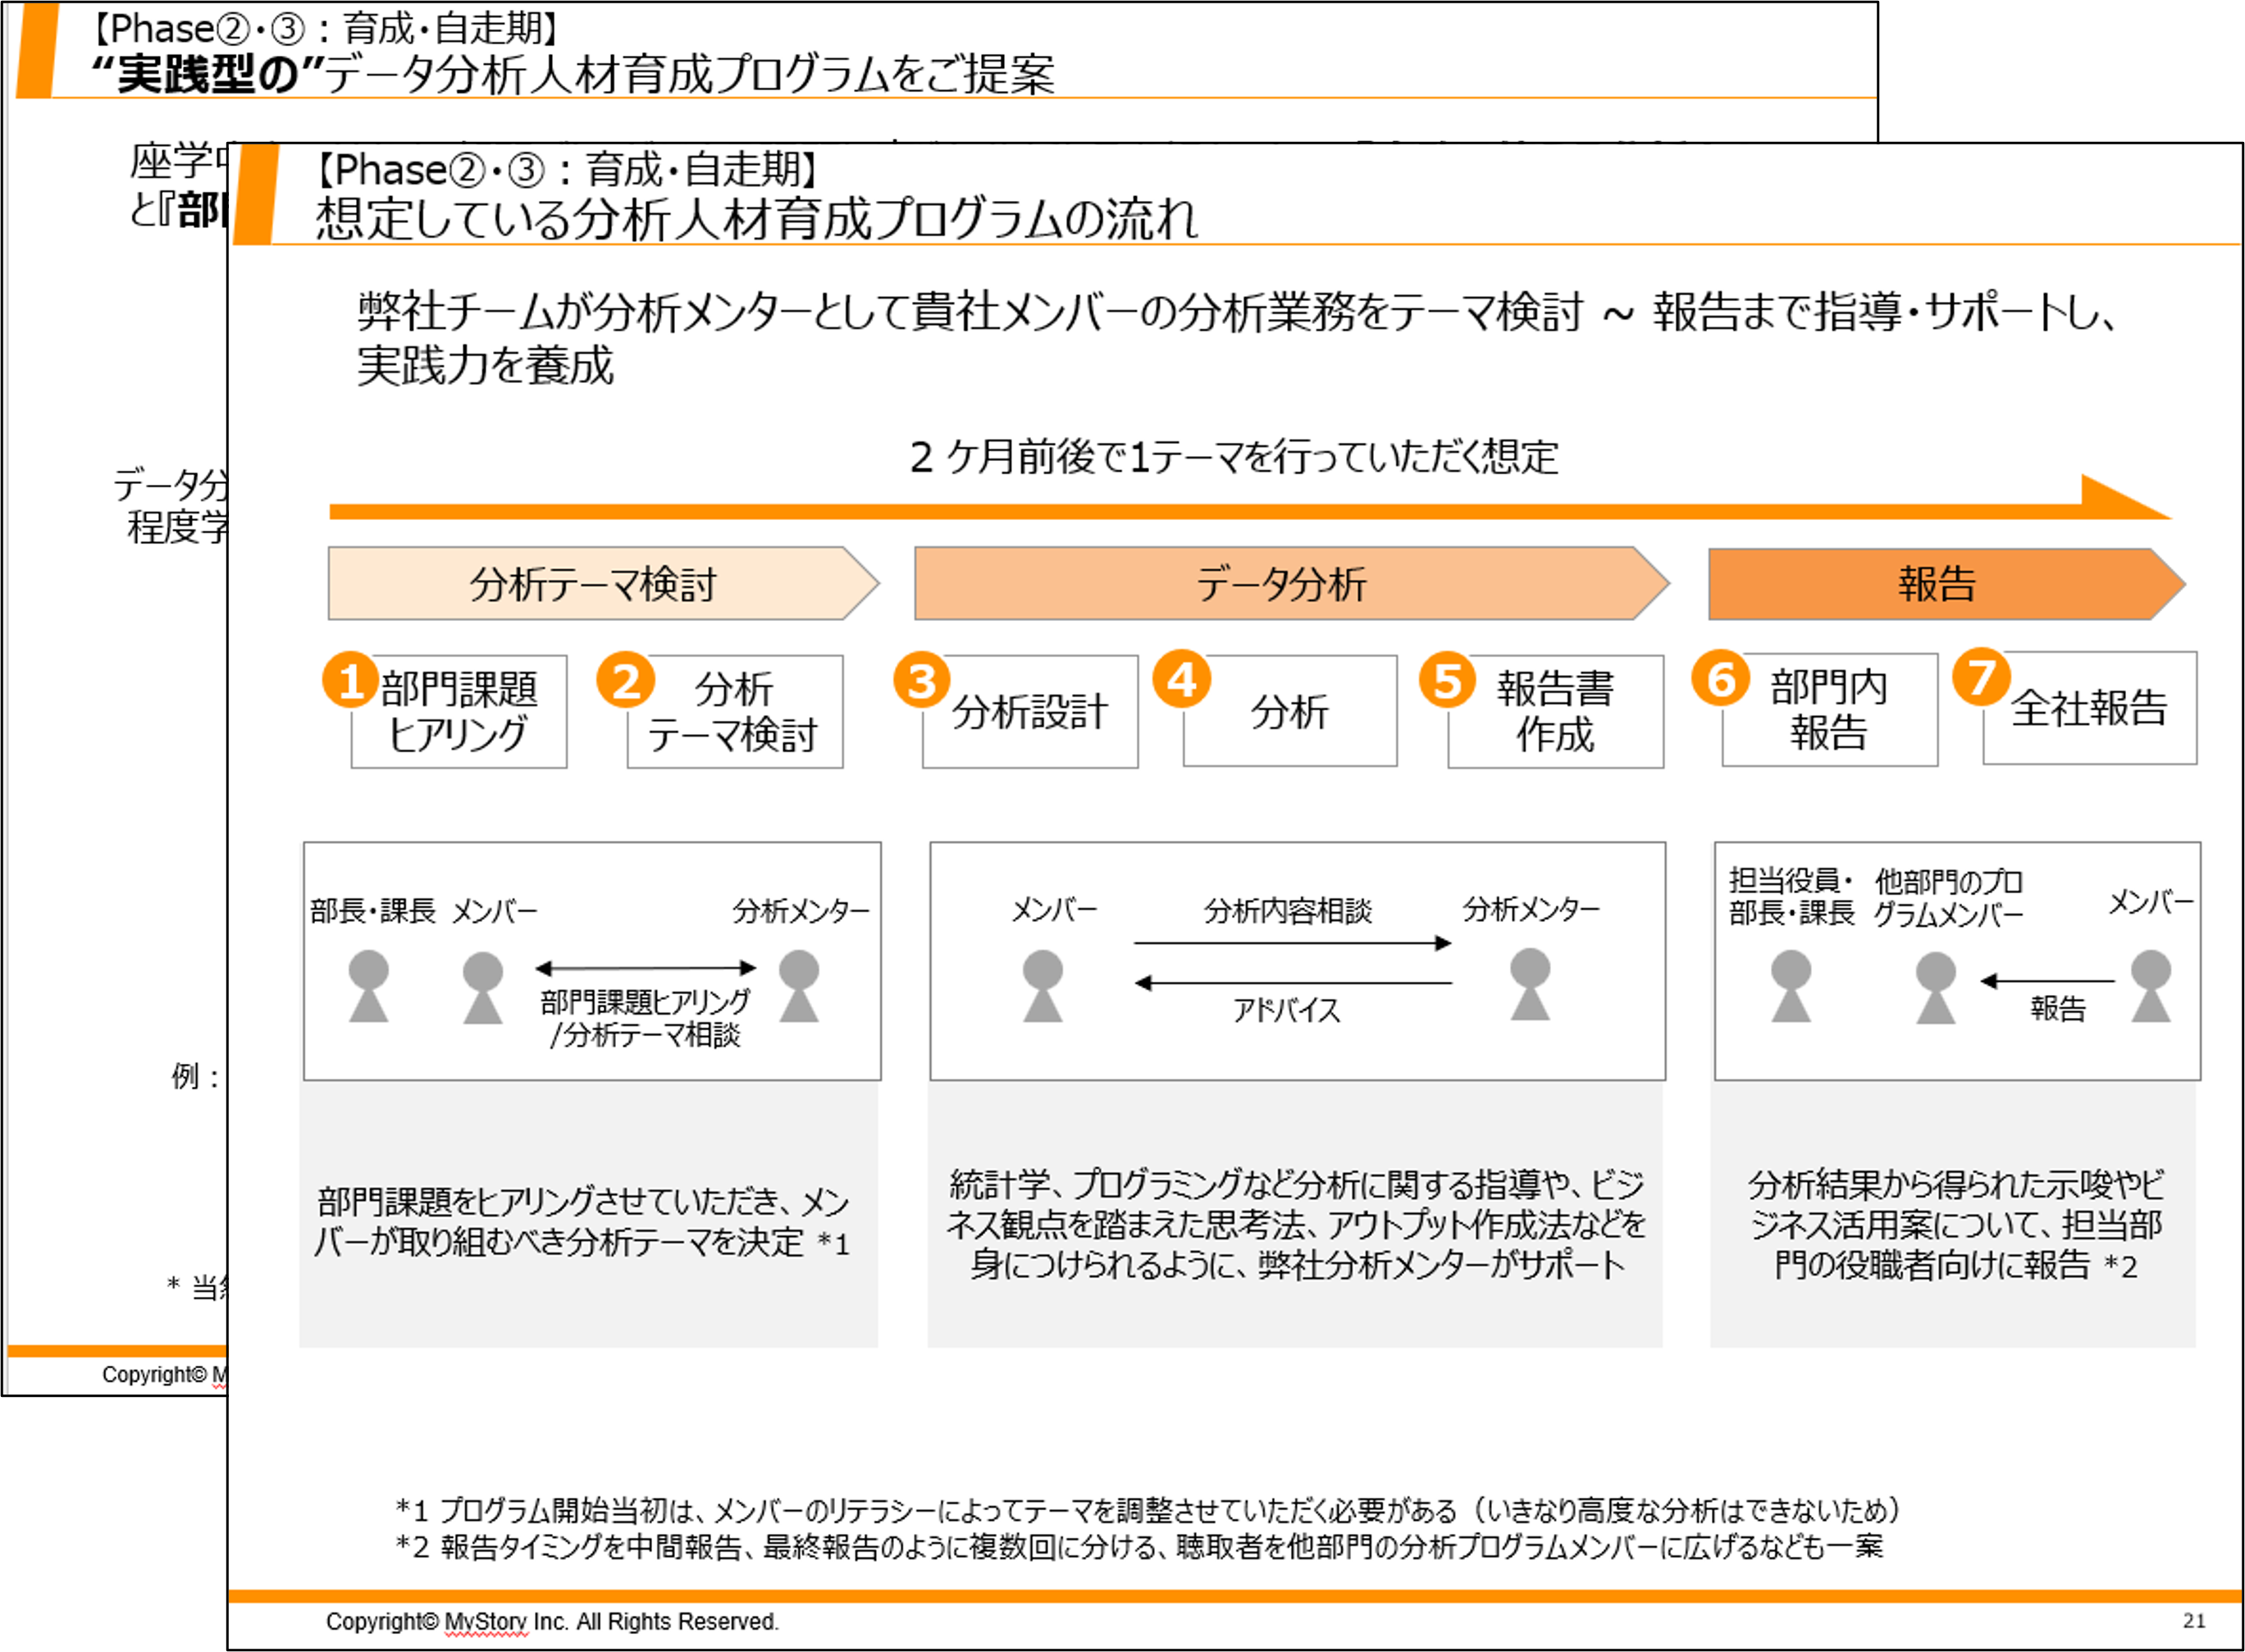 【Phase②・③：育成・自走期】
“実践型の”データ分析人材育成プログラムをご提案
座学
と『部
データ分
程度学
例：
* 当
Copyright©
【Phase②・③：育成・自走期】
想定している分析人材育成プログラムの流れ
弊社チームが分析メンターとして貴社メンバーの分析業務をテーマ検討 ~ 報告まで指導・サポートし、
実践力を養成
2 ケ月前後で1テーマを行っていただく想定
分析テーマ検討
データ分析
報告
1 部門課題
ヒアリング
2 分析
テーマ検討
3 分析設計
4 分析
5 報告書
作成
6 部門内
報告
7 全社報告
部長・課長 メンバー 分析メンター
部門課題ヒアリング
/分析テーマ相談
メンバー 分析内容相談 分析メンター
アドバイス
担当役員・
部長・課長
他部門のプロ
グラムメンバー
メンバー
報告
部門課題をヒアリングさせていただき、メン
バーが取り組むべき分析テーマを決定 *1
統計学、プログラミングなど分析に関する指導や、ビジ
ネス観点を踏まえた思考法、アウトプット作成法などを
身につけられるように、弊社分析メンターがサポート
分析結果から得られた示唆やビ
ジネス活用案について、担当部
門の役職者向けに報告 *2
*1 プログラム開始当初は、メンバーのリテラシーによってテーマを調整させていただく必要がある（いきなり高度な分析はできないため）
*2 報告タイミングを中間報告、最終報告のように複数回に分ける、聴取者を他部門の分析プログラムメンバーに広げるなども一案
Copyright© MyStory Inc. All Rights Reserved.
21